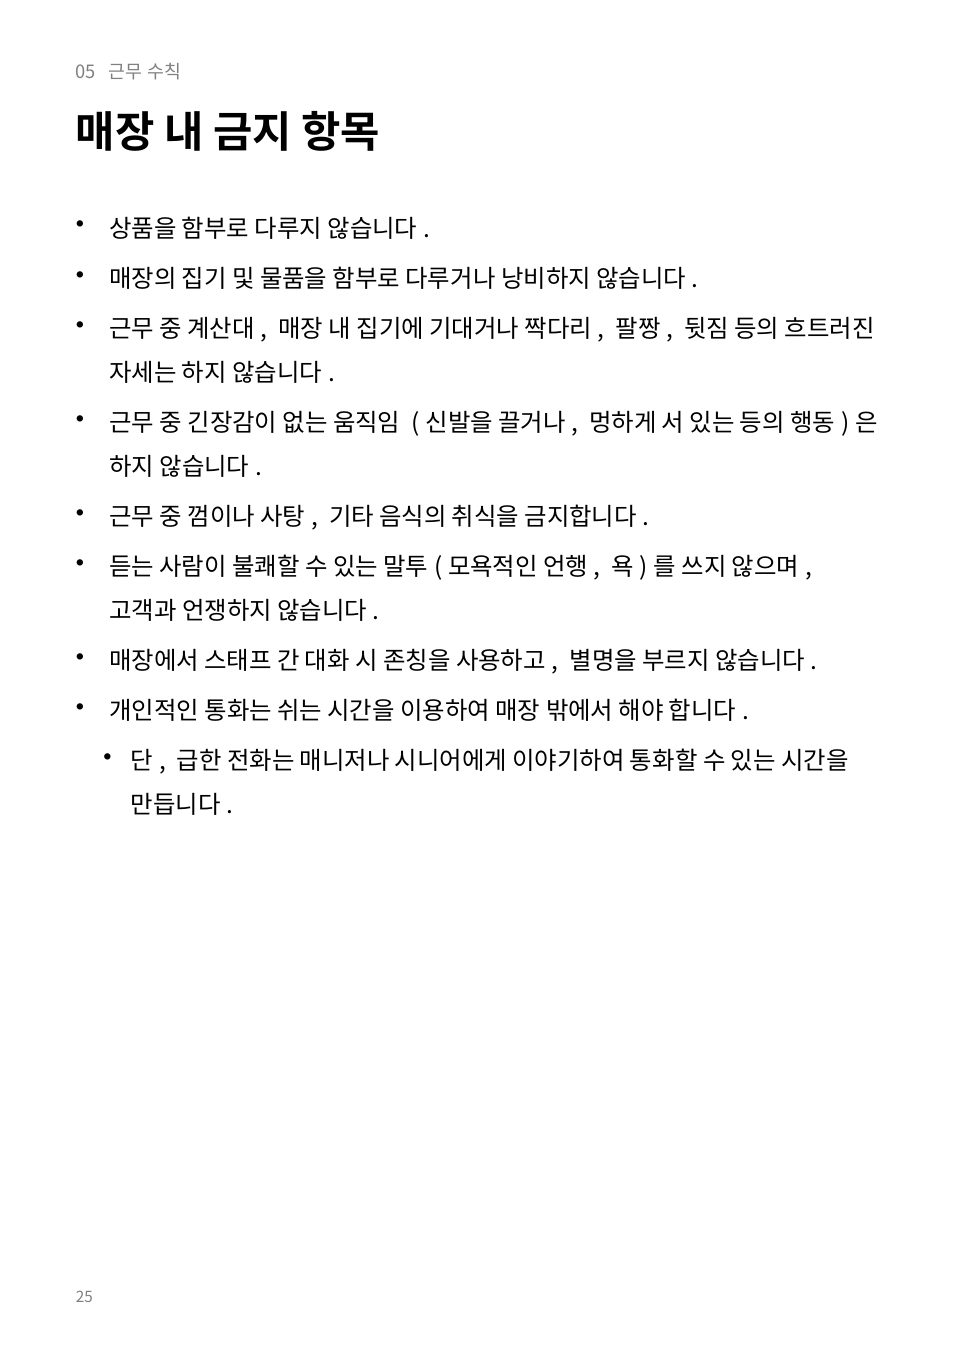 05 근무 수칙
매장 내 금지 항목
• 상품을 함부로 다루지 않습니다 .
• 매장의 집기 및 물품을 함부로 다루거나 낭비하지 않습니다 .
• 근무 중 계산대 , 매장 내 집기에 기대거나 짝다리 , 팔짱 , 뒷짐 등의 흐트러진
자세는 하지 않습니다 .
• 근무 중 긴장감이 없는 움직임 ( 신발을 끌거나 , 멍하게 서 있는 등의 행동 ) 은
하지 않습니다 .
• 근무 중 껌이나 사탕 , 기타 음식의 취식을 금지합니다 .
• 듣는 사람이 불쾌할 수 있는 말투 ( 모욕적인 언행 , 욕 ) 를 쓰지 않으며 ,
고객과 언쟁하지 않습니다 .
• 매장에서 스태프 간 대화 시 존칭을 사용하고 , 별명을 부르지 않습니다 .
• 개인적인 통화는 쉬는 시간을 이용하여 매장 밖에서 해야 합니다 .
• 단 , 급한 전화는 매니저나 시니어에게 이야기하여 통화할 수 있는 시간을
만듭니다 .
25